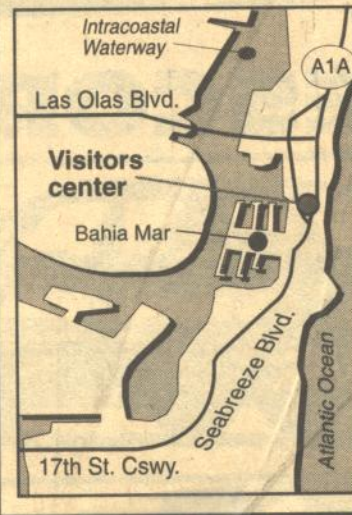 Intracoastal
Waterway
A1A
Las Olas Blvd.
Visitors
center
Bahia Mar
Seabreeze Blvd.
Atlantic Ocean
17th St. Cswy.